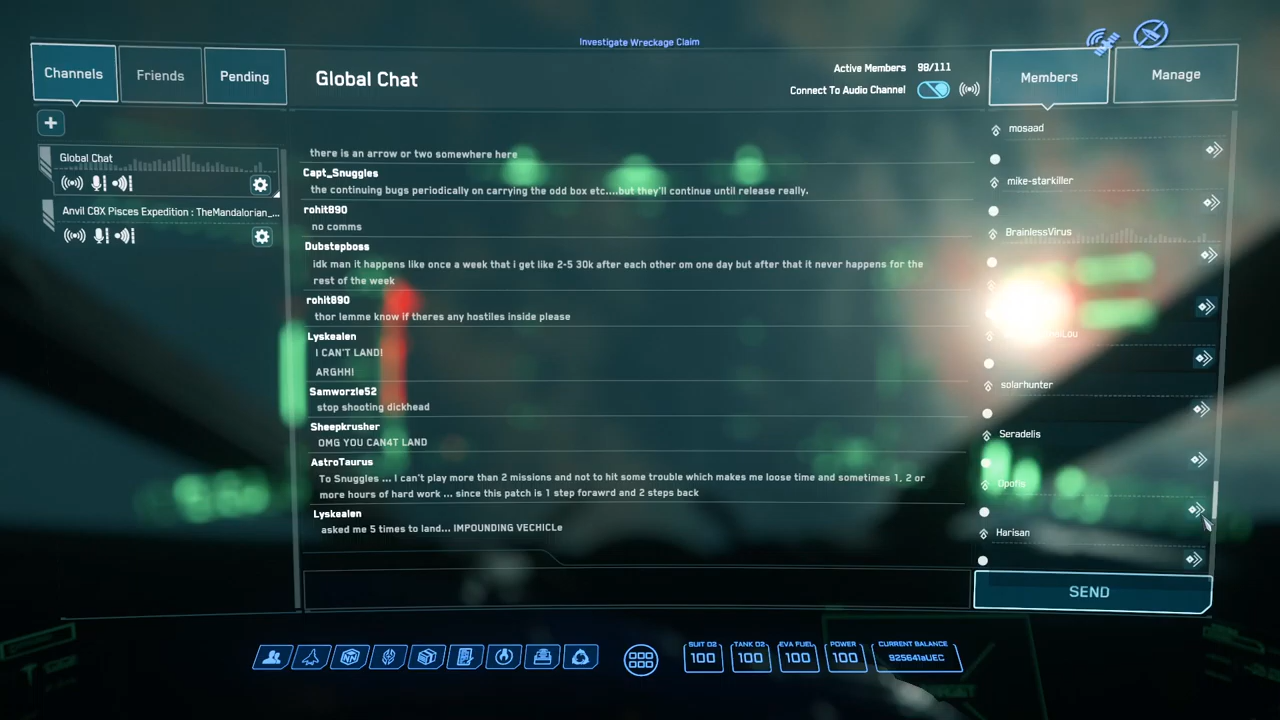 Investigate Wreckage Claim
Channels
Friends
Pending
Global Chat
Active Members 98/111
Connect To Audio Channel
Members
Manage
Global Chat
Anvil C8X Pisces Expedition : TheMandalorian_...
there is an arrow or two somewhere here
Capt_Snuggles
the continuing bugs periodically on carrying the odd box etc....but they'll continue until release really.
rohit890
no comms
Dubstepboss
idk man it happens like once a week that i get like 2-5 30k after each other om one day but after that it never happens for the
rest of the week
rohit890
thor lemme know if theres any hostiles inside please
Lyskealen
I CAN'T LAND!
ARGHH!
Samworzle52
stop shooting dickhead
Sheepkrusher
OMG YOU CAN4T LAND
AstroTaurus
To Snuggles ... I can't play more than 2 missions and not to hit some trouble which makes me loose time and sometimes 1, 2 or
more hours of hard work ... since this patch is 1 step forawrd and 2 steps back
Lyskealen
asked me 5 times to land... IMPOUNDING VECHICLe
mosaad
mike-starkiller
BrainlessVirus
solarhunter
Seradelis
Opofis
Harisan
SEND
SUIT O2
100
TANK O2
100
EVA FUEL
100
POWER
100
CURRENT BALANCE
925641aUEC